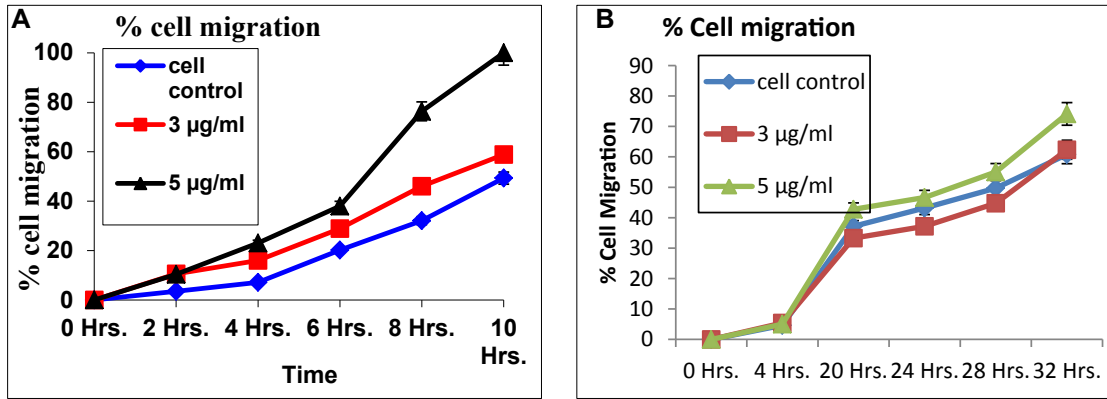 A
% cell migration
% cell migration
120
100
80
60
40
20
0
cell
control
3 µg/ml
5 µg/ml
0 Hrs. 2 Hrs. 4 Hrs. 6 Hrs. 8 Hrs. 10
Hrs.
Time
B
% Cell migration
% Cell Migration
90
80
70
60
50
40
30
20
10
0
cell control
3 µg/ml
5 µg/ml
0 Hrs. 4 Hrs. 20 Hrs. 24 Hrs. 28 Hrs. 32 Hrs.